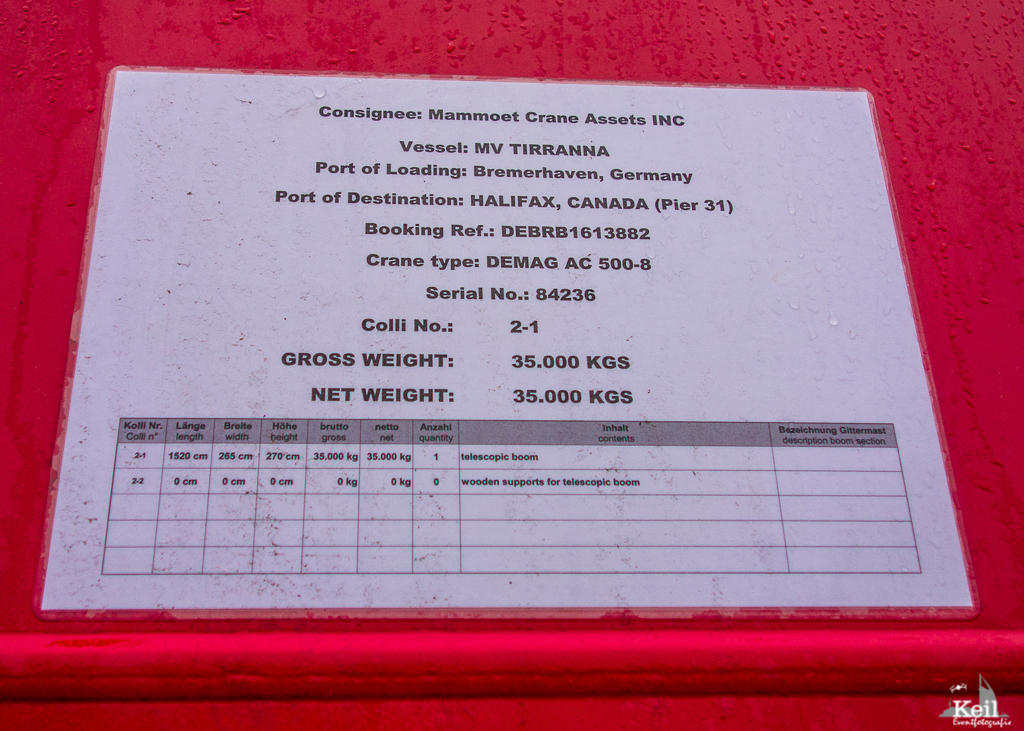 Consignee: Mammoet Crane Assets INC
Vessel: MV TIRRANNA
Port of Loading: Bremerhaven, Germany
Port of Destination: HALIFAX, CANADA (Pier 31)
Booking Ref.: DEBRB1613882
Crane type: DEMAG AC 500-8
Serial No.: 84236
Colli No.: 2-1
GROSS WEIGHT: 35.000 KGS
NET WEIGHT: 35.000 KGS
Kolli Nr. Länge Breite Höhe brutto netto Anzahl Inhalt Bezeichnung Gittermast
Colli n° length width height gross net quantity contents description boom section
2-1 1520 cm 265 cm 270 cm 35.000 kg 35.000 kg 1 telescopic boom
2-2 0 cm 0 cm 0 cm 0 kg 0 kg 0 wooden supports for telescopic boom
Keil
Eventfotografie